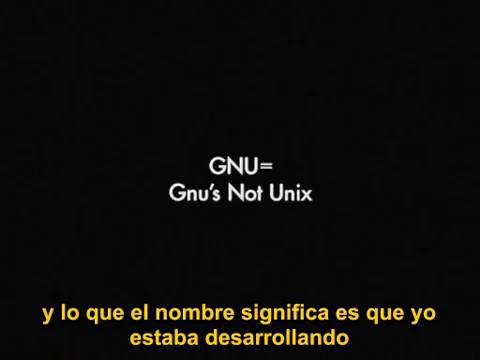 GNU=
Gnu's Not Unix
y lo que el nombre significa es que yo
estaba desarrollando